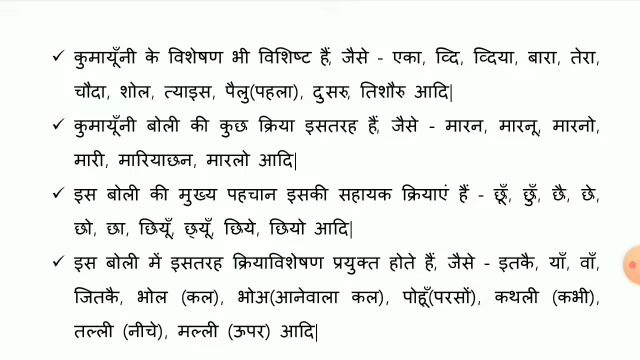 ✓ कुमायूँनी के विशेषण भी विशिष्ट हैं, जैसे - एका, व्दि, व्दिया, बारा, तेरा,
चौदा, शोल, त्याइस, पैलु(पहला), दुसरु, तिशौरु आदि|
✓ कुमायूँनी बोली की कुछ क्रिया इसतरह हैं, जैसे - मारन, मारनू, मारनो,
मारी, मारियाछन, मारलो आदि|
✓ इस बोली की मुख्य पहचान इसकी सहायक क्रियाएं हैं - छूँ, छुँ, छै, छे,
छो, छा, छियूँ, छ्यूँ, छिये, छियो आदि|
✓ इस बोली में इसतरह क्रियाविशेषण प्रयुक्त होते हैं, जैसे - इतकै, याँ, वाँ,
जितकै, भोल (कल), भोअ(आनेवाला कल), पोहूँ(परसों), कथली (कभी),
तल्ली (नीचे), मल्ली (ऊपर) आदि|